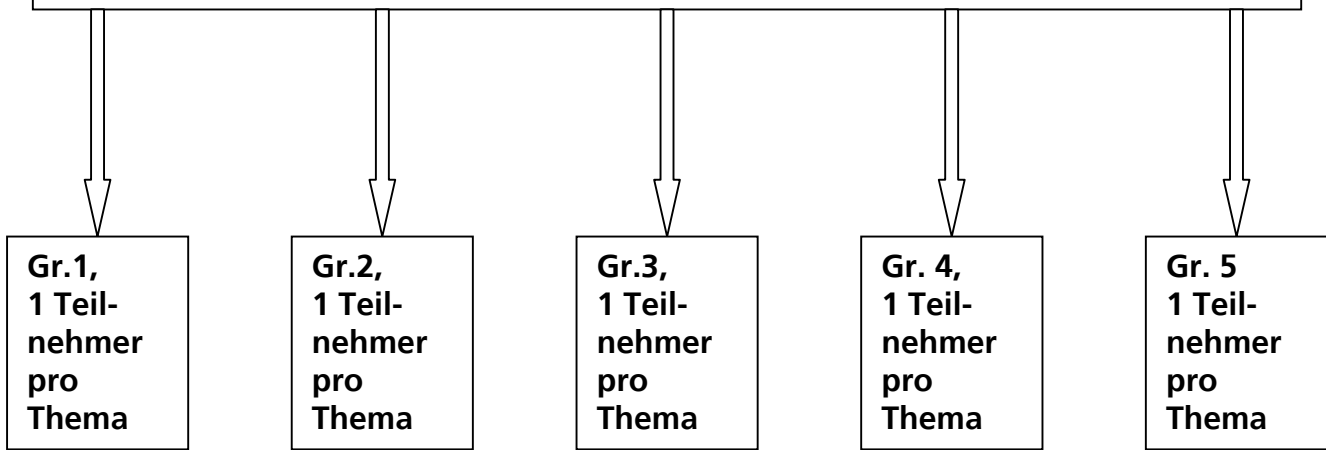 Gr.1,
1 Teil-
nehmer
pro
Thema
Gr.2,
1 Teil-
nehmer
pro
Thema
Gr.3,
1 Teil-
nehmer
pro
Thema
Gr. 4,
1 Teil-
nehmer
pro
Thema
Gr. 5
1 Teil-
nehmer
pro
Thema